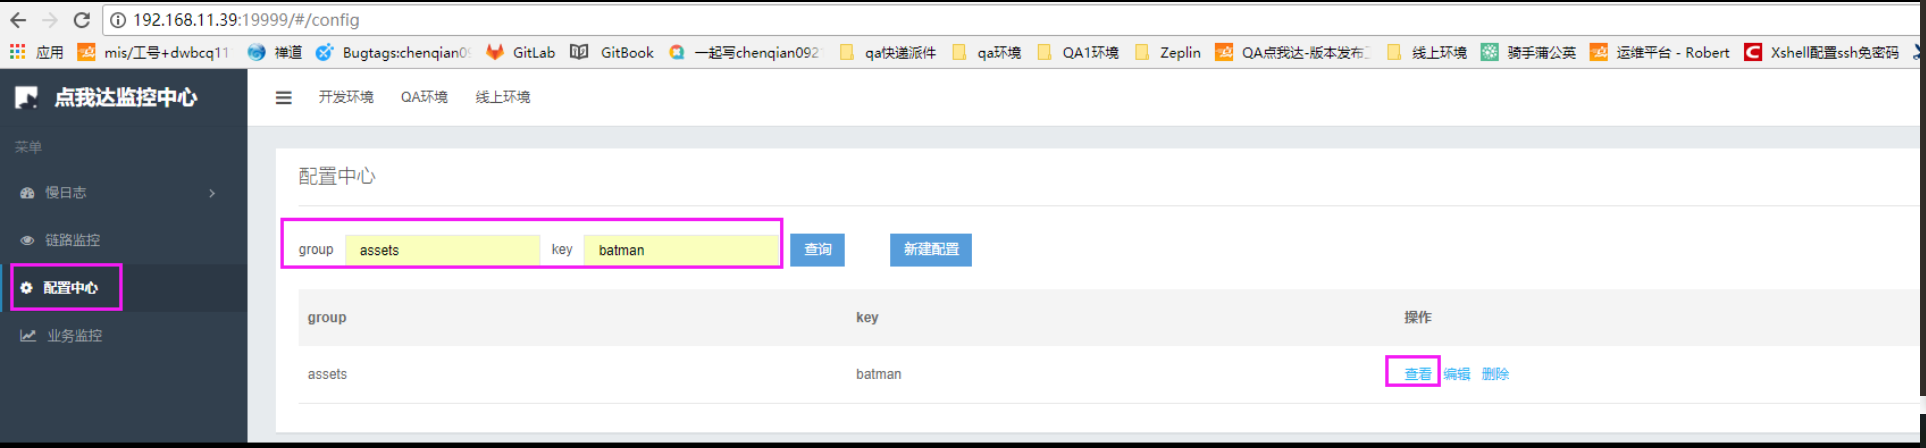 192.168.11.39:19999/#/config
应用 mis/工号+dwbcq11 禅道 Bugtags:chenqian09 GitLab GitBook 一起写chenqian092 qa快递派件 qa环境 QA1环境 Zeplin QA点我达-版本发布 线上环境 骑手蒲公英 运维平台 - Robert Xshell配置ssh免密码
点我达监控中心 开发环境 QA环境 线上环境
菜单
慢日志
链路监控
配置中心
业务监控
配置中心
group assets key batman 查询 新建配置
group key 操作
assets batman 查看 编辑 删除